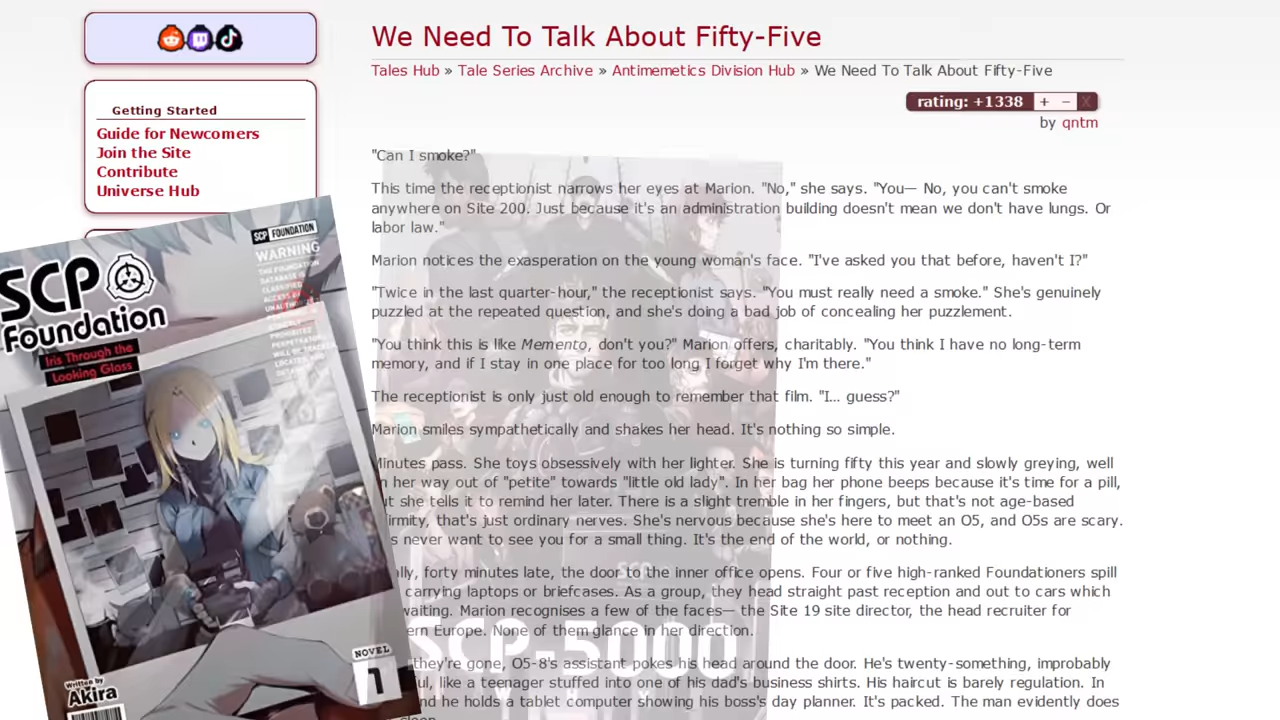 We Need To Talk About Fifty-Five
Tales Hub » Tale Series Archive » Antimemetics Division Hub » We Need To Talk About Fifty-Five
rating: +1338 + – X
by qntm
Getting Started
Guide for Newcomers
Join the Site
Contribute
Universe Hub
"Can I smoke?"
This time the receptionist narrows her eyes at Marion. "No," she says. "You— No, you can't smoke
anywhere on Site 200. Just because it's an administration building doesn't mean we don't have lungs. Or
labor law."
Marion notices the exasperation on the young woman's face. "I've asked you that before, haven't I?"
"Twice in the last quarter-hour," the receptionist says. "You must really need a smoke." She's genuinely
puzzled at the repeated question, and she's doing a bad job of concealing her puzzlement.
"You think this is like Memento, don't you?" Marion offers, charitably. "You think I have no long-term
memory, and if I stay in one place for too long I forget why I'm there."
The receptionist is only just old enough to remember that film. "I... guess?"
Marion smiles sympathetically and shakes her head. It's nothing so simple.
Minutes pass. She toys obsessively with her lighter. She is turning fifty this year and slowly greying, well
her way out of "petite" towards "little old lady". In her bag her phone beeps because it's time for a pill,
she tells it to remind her later. There is a slight tremble in her fingers, but that's not age-based
that's just ordinary nerves. She's nervous because she's here to meet an O5, and O5s are scary.
never want to see you for a small thing. It's the end of the world, or nothing.
forty minutes late, the door to the inner office opens. Four or five high-ranked Foundationers spill
carrying laptops or briefcases. As a group, they head straight past reception and out to cars which
waiting. Marion recognises a few of the faces— the Site 19 site director, the head recruiter for
Europe. None of them glance in her direction.
they're gone, O5-8's assistant pokes his head around the door. He's twenty-something, improbably
like a teenager stuffed into one of his dad's business shirts. His haircut is barely regulation. In
he holds a tablet computer showing his boss's day planner. It's packed. The man evidently does
SCP FOUNDATION
WARNING
THE FOUNDATION
DATABASE IS
CLASSIFIED
SCP
Foundation
Iris Through the
Looking Glass
NOVEL
1
Written by
Akira
SCP-5000